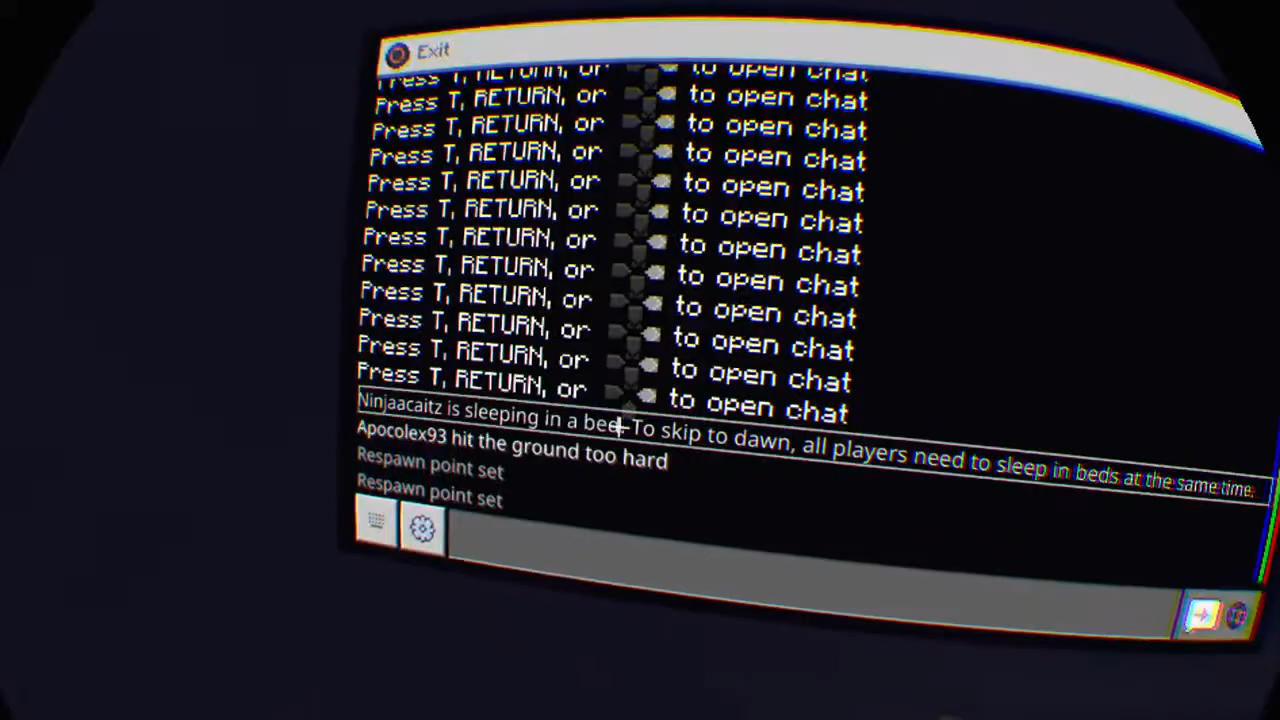 Exit
Press T, RETURN, or to open chat
Press T, RETURN, or to open chat
Press T, RETURN, or to open chat
Press T, RETURN, or to open chat
Press T, RETURN, or to open chat
Press T, RETURN, or to open chat
Press T, RETURN, or to open chat
Press T, RETURN, or to open chat
Press T, RETURN, or to open chat
Press T, RETURN, or to open chat
Press T, RETURN, or to open chat
Press T, RETURN, or to open chat
Ninjaacaitz is sleeping in a bed. To skip to dawn, all players need to sleep in beds at the same time.
Apocolex93 hit the ground too hard
Respawn point set
Respawn point set